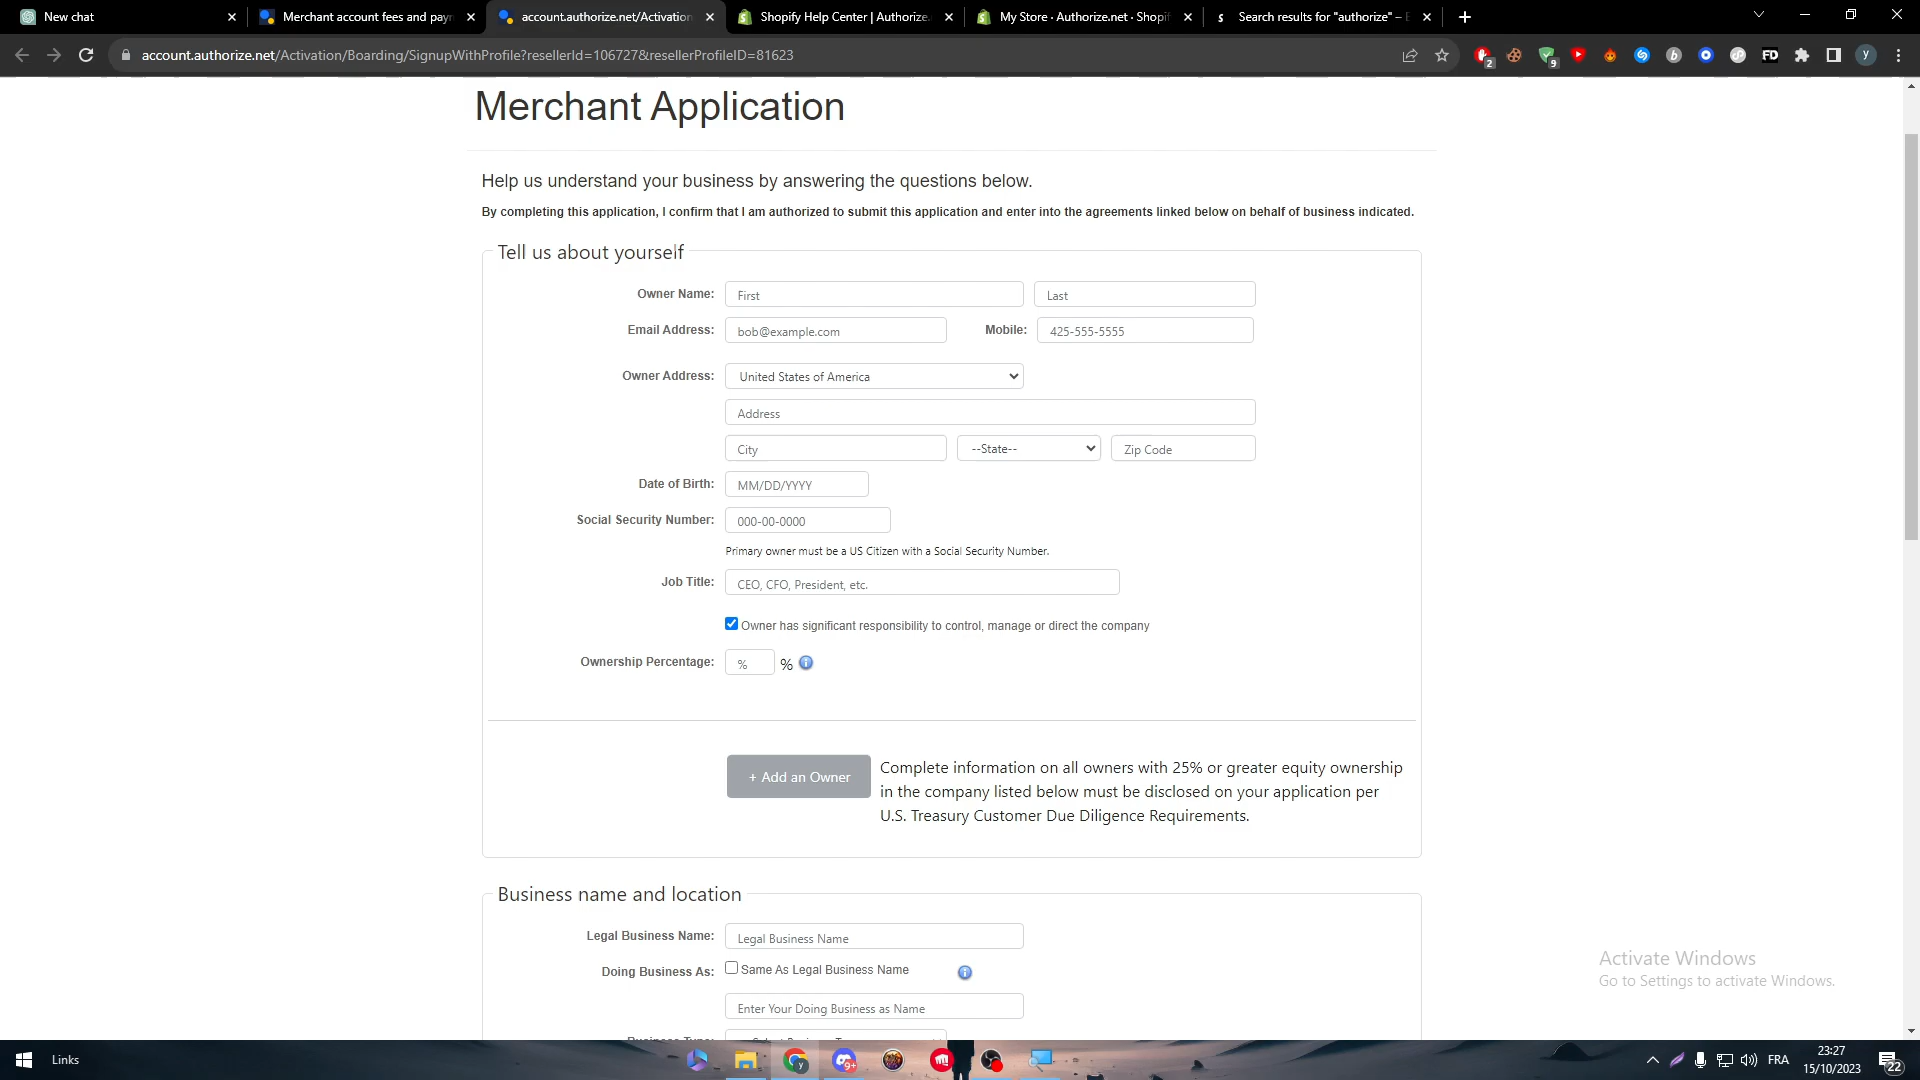 New chat
Merchant account fees and payn
account.authorize.net/Activation
Shopify Help Center | Authorize.
My Store · Authorize.net · Shopif
Search results for "authorize" –
account.authorize.net/Activation/Boarding/SignupWithProfile?resellerId=106727&resellerProfileID=81623
Merchant Application
Help us understand your business by answering the questions below.
By completing this application, I confirm that I am authorized to submit this application and enter into the agreements linked below on behalf of business indicated.
Tell us about yourself
Owner Name: First Last
Email Address: bob@example.com Mobile: 425-555-5555
Owner Address: United States of America
Address
City --State-- Zip Code
Date of Birth: MM/DD/YYYY
Social Security Number: 000-00-0000
Primary owner must be a US Citizen with a Social Security Number.
Job Title: CEO, CFO, President, etc.
Owner has significant responsibility to control, manage or direct the company
Ownership Percentage: % %
+ Add an Owner
Complete information on all owners with 25% or greater equity ownership
in the company listed below must be disclosed on your application per
U.S. Treasury Customer Due Diligence Requirements.
Business name and location
Legal Business Name: Legal Business Name
Doing Business As: Same As Legal Business Name
Enter Your Doing Business as Name
Activate Windows
Go to Settings to activate Windows.
Links
FRA
23:27
15/10/2023
22